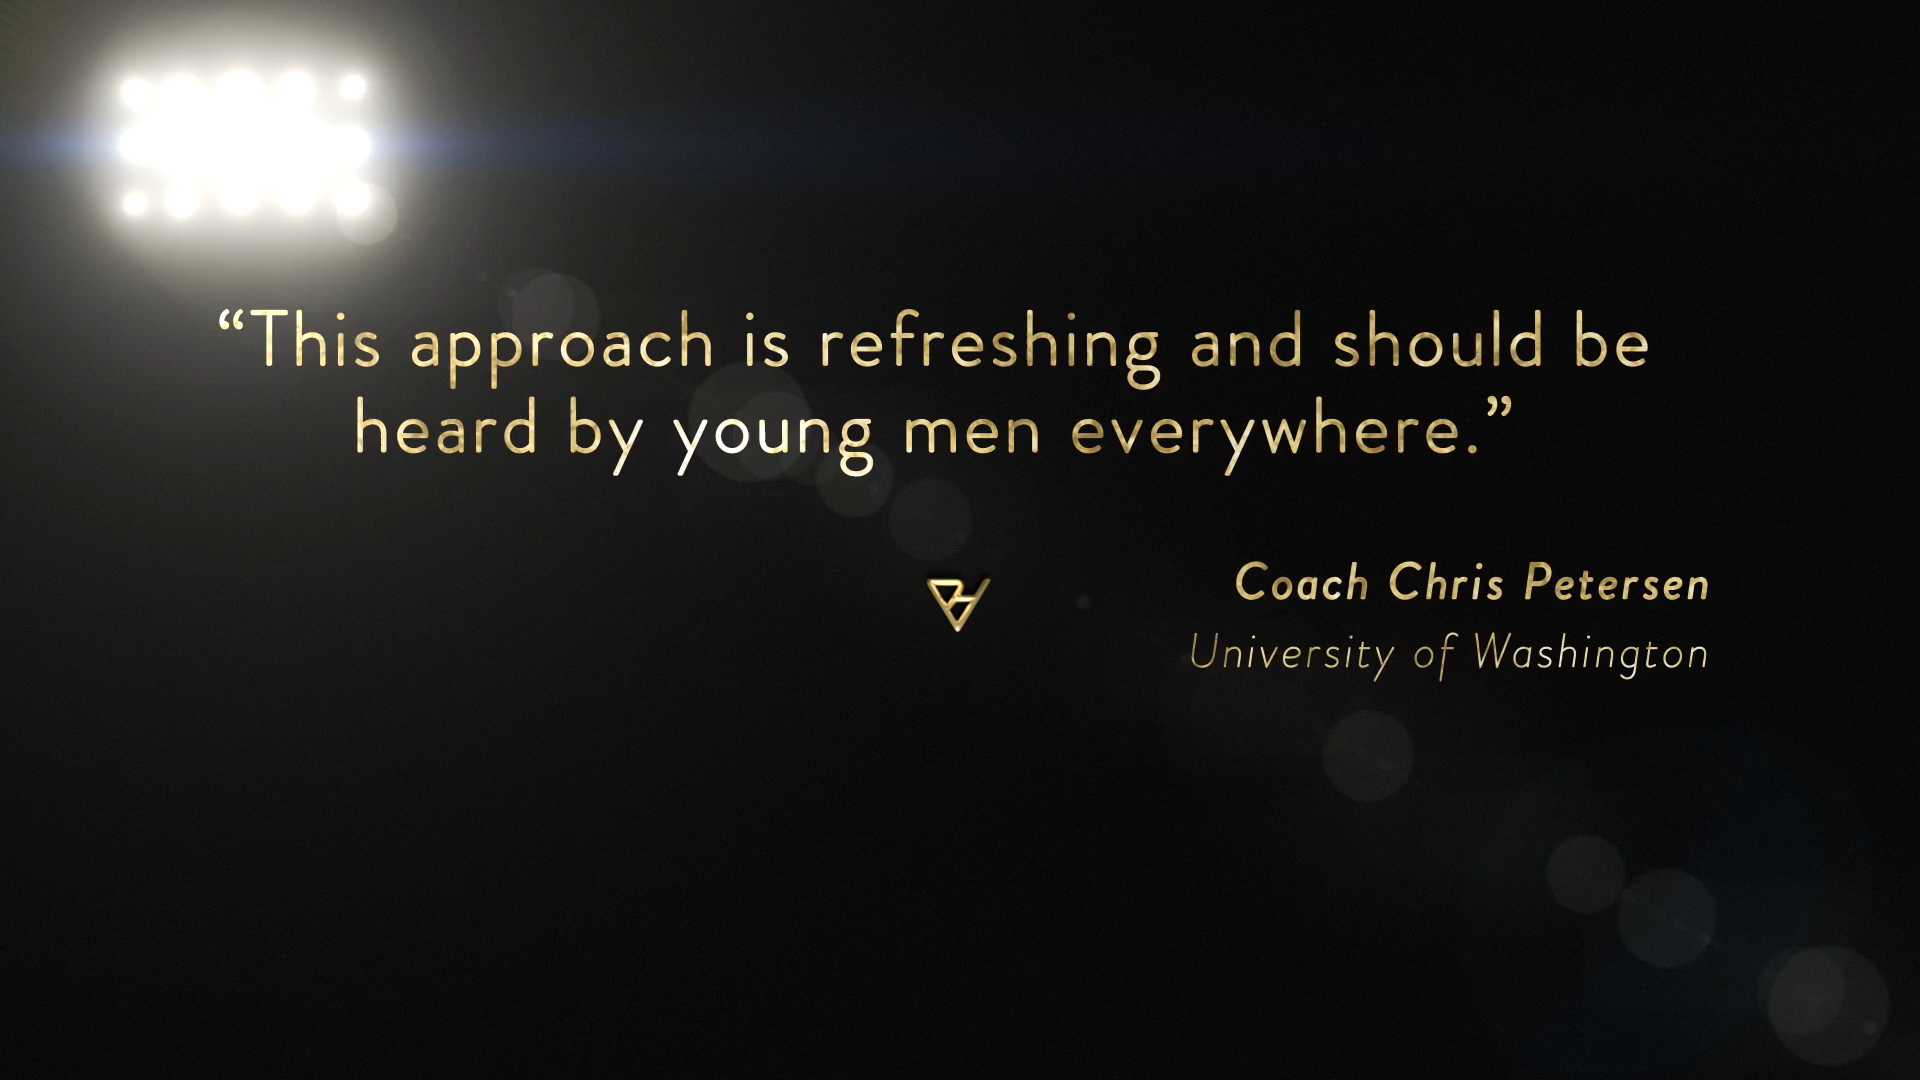 “This approach is refreshing and should be
heard by young men everywhere.”
Coach Chris Petersen
University of Washington